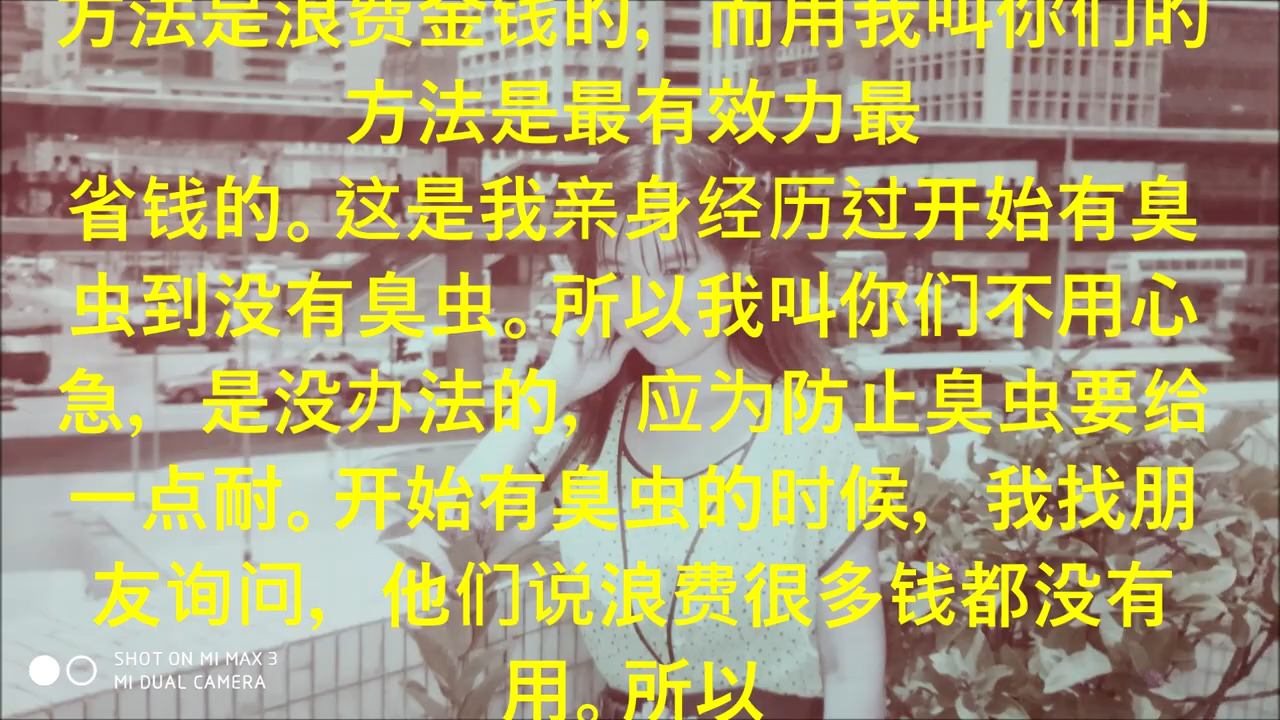 方法是浪费金钱的，而用我叫你们的
方法是最有效力最
省钱的。这是我亲身经历过开始有臭
虫到没有臭虫。所以我叫你们不用心
急，是没办法的，应为防止臭虫要给
一点耐。开始有臭虫的时候，我找朋
友询问，他们说浪费很多钱都没有
用。所以
SHOT ON MI MAX 3
MI DUAL CAMERA